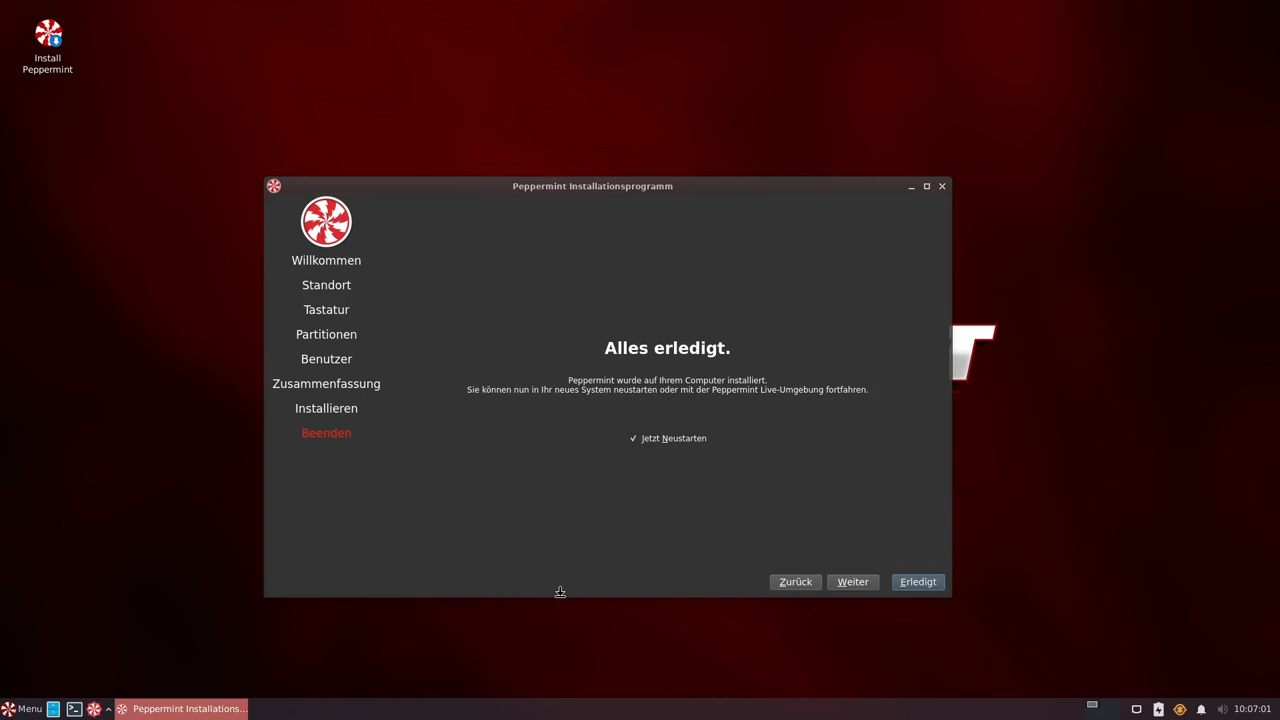 Install
Peppermint
Peppermint Installationsprogramm
Willkommen
Standort
Tastatur
Partitionen
Benutzer
Zusammenfassung
Installieren
Beenden
Alles erledigt.
Peppermint wurde auf Ihrem Computer installiert.
Sie können nun in Ihr neues System neustarten oder mit der Peppermint Live-Umgebung fortfahren.
Jetzt Neustarten
Zurück
Weiter
Erledigt
T
Menu
Peppermint Installations...
10:07:01